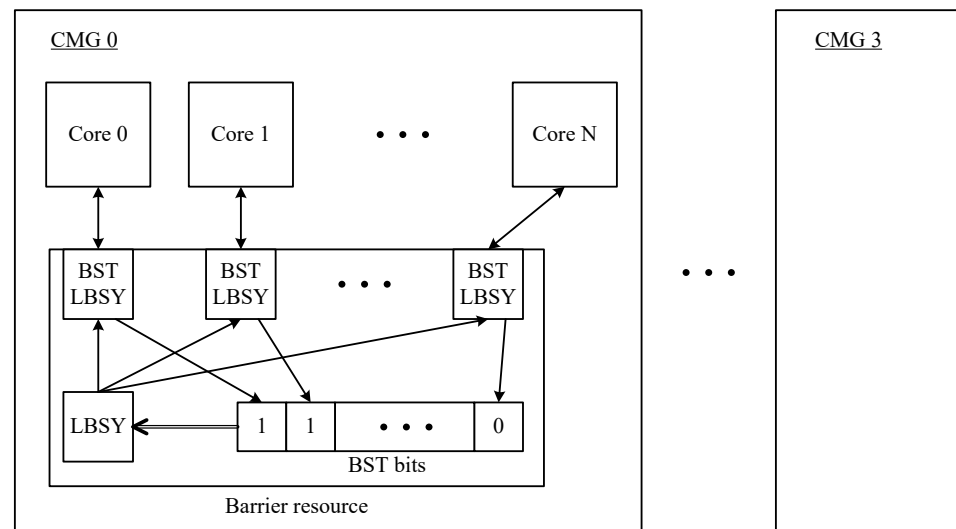 CMG 0
CMG 3
Core 0
Core 1
Core N
BST
LBSY
BST
LBSY
BST
LBSY
LBSY
1
1
0
BST bits
Barrier resource